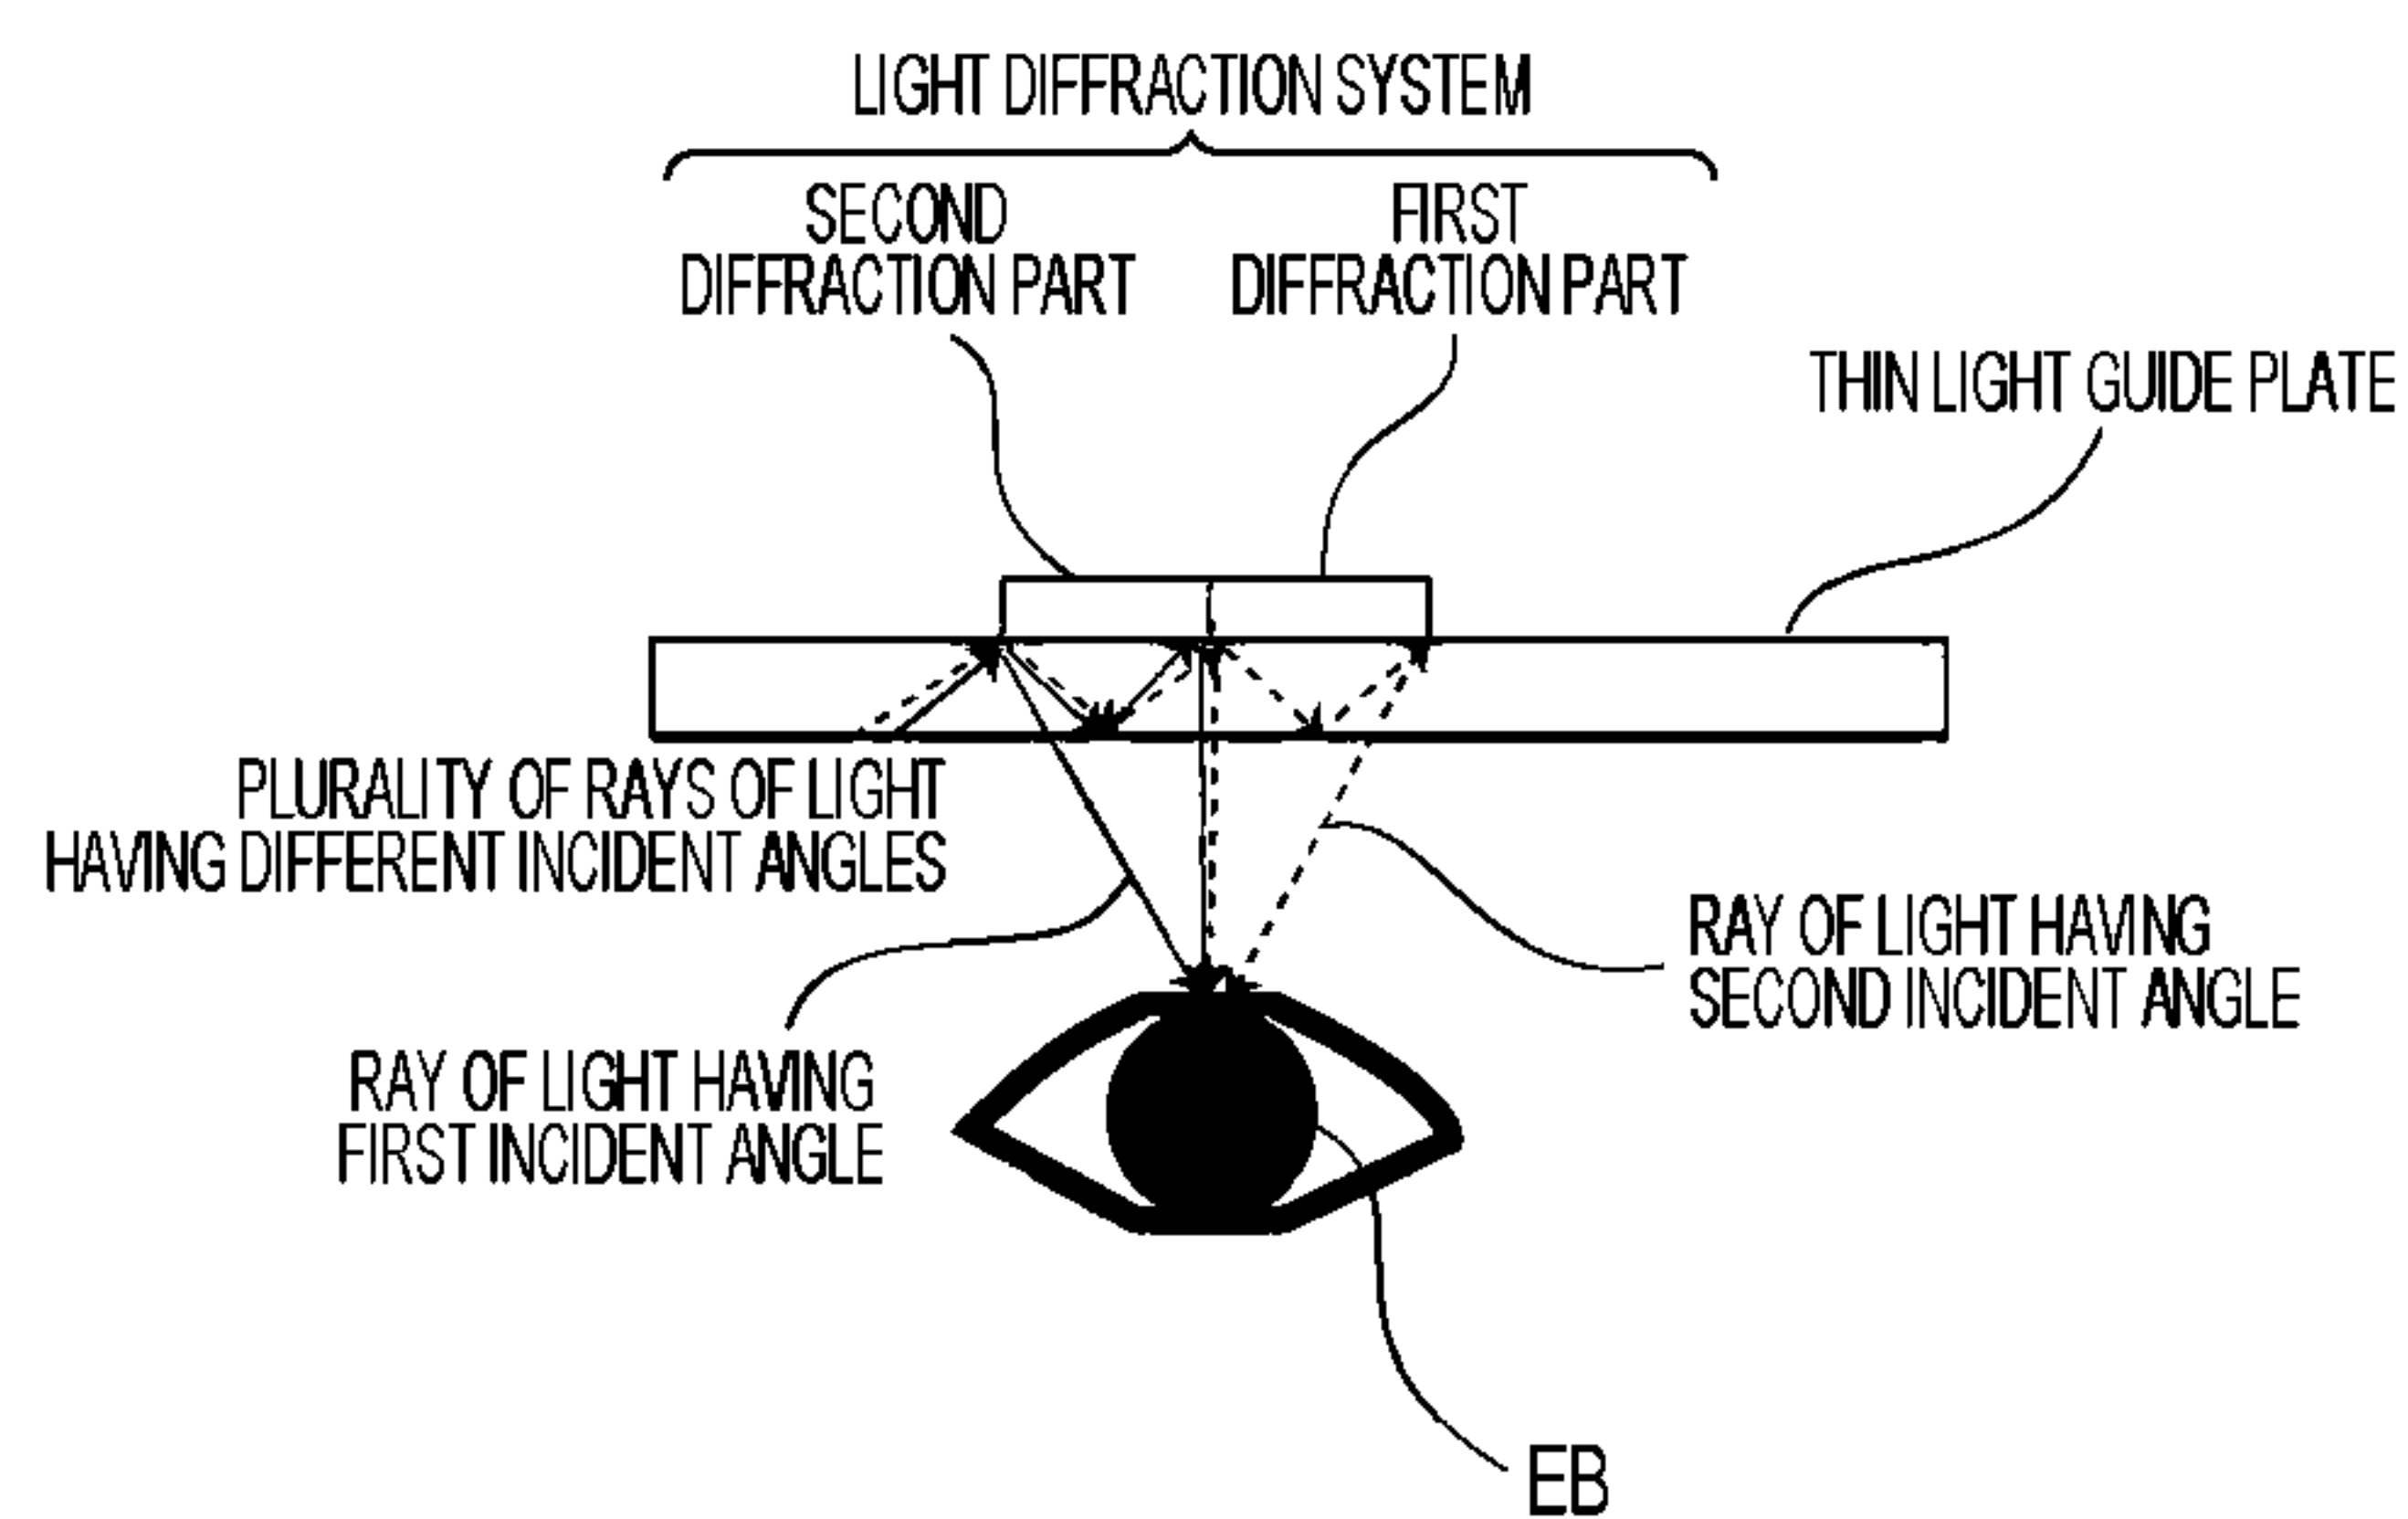 LIGHT DIFFRACTION SYSTEM
SECOND
DIFFRACTION PART
FIRST
DIFFRACTION PART
THIN LIGHT GUIDE PLATE
PLURALITY OF RAYS OF LIGHT
HAVING DIFFERENT INCIDENT ANGLES
RAY OF LIGHT HAVING
SECOND INCIDENT ANGLE
RAY OF LIGHT HAVING
FIRST INCIDENT ANGLE
EB